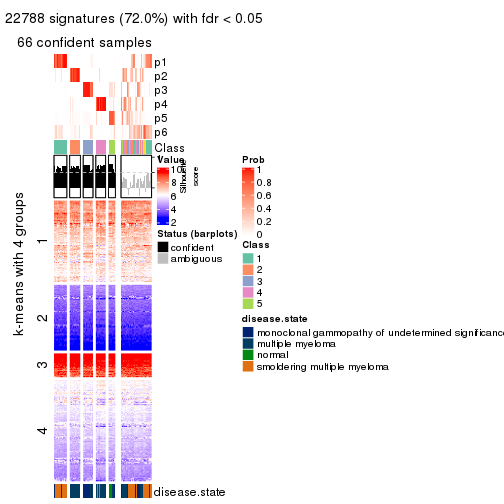 22788 signatures (72.0%) with fdr < 0.05
66 confident samples
p1
p2
p3
p4
p5
p6
Class
Silhouette
score
Value
10
8
6
4
2
Status (barplots)
confident
ambiguous
Prob
1
0.8
0.6
0.4
0.2
0
Class
1
2
3
4
5
disease.state
monoclonal gammopathy of undetermined significance
multiple myeloma
normal
smoldering multiple myeloma
k-means with 4 groups
1
2
3
4
disease.state